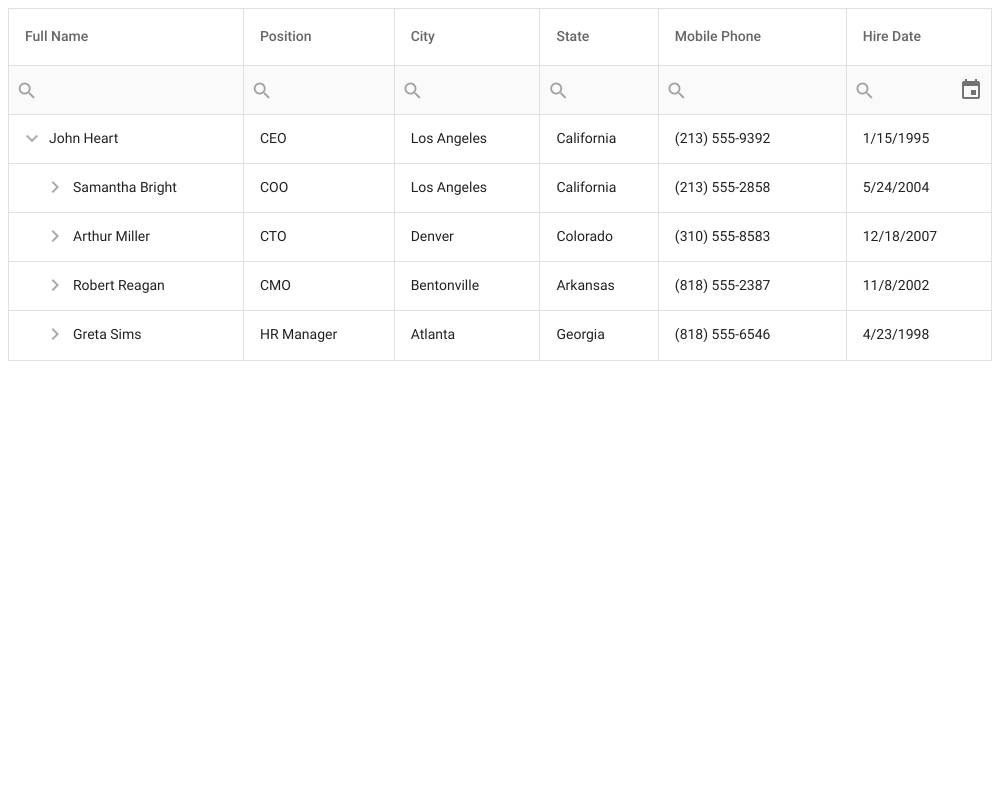 Full Name Position City State Mobile Phone Hire Date
John Heart CEO Los Angeles California (213) 555-9392 1/15/1995
Samantha Bright COO Los Angeles California (213) 555-2858 5/24/2004
Arthur Miller CTO Denver Colorado (310) 555-8583 12/18/2007
Robert Reagan CMO Bentonville Arkansas (818) 555-2387 11/8/2002
Greta Sims HR Manager Atlanta Georgia (818) 555-6546 4/23/1998